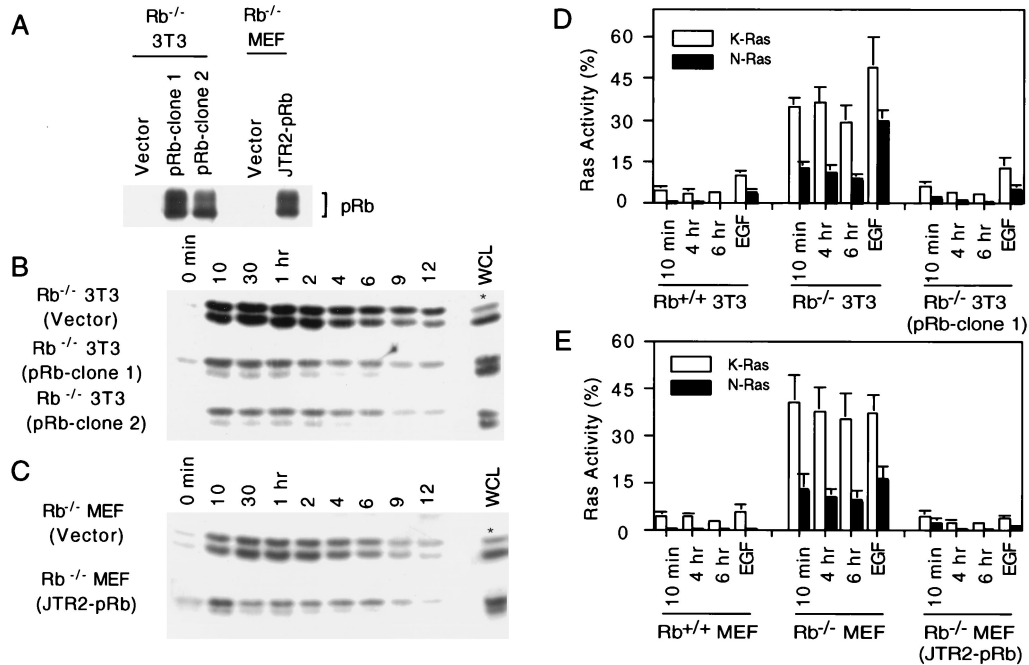 A
Rb-/-
3T3
Rb-/-
MEF
Vector
pRb-clone 1
pRb-clone 2
Vector
JTR2-pRb
pRb
B
0 min
10
30
1 hr
2
4
6
9
12
WCL
*
Rb-/- 3T3
(Vector)
Rb -/- 3T3
(pRb-clone 1)
Rb -/- 3T3
(pRb-clone 2)
C
0 min
10
30
1 hr
2
4
6
9
12
WCL
*
Rb-/- MEF
(Vector)
Rb -/- MEF
(JTR2-pRb)
D
Ras Activity (%)
60
45
30
15
0
K-Ras
N-Ras
10 min
4 hr
6 hr
EGF
10 min
4 hr
6 hr
EGF
10 min
4 hr
6 hr
EGF
Rb+/+ 3T3
Rb-/- 3T3
Rb-/- 3T3
(pRb-clone 1)
E
Ras Activity (%)
60
45
30
15
0
K-Ras
N-Ras
10 min
4 hr
6 hr
EGF
10 min
4 hr
6 hr
EGF
10 min
4 hr
6 hr
EGF
Rb+/+ MEF
Rb-/- MEF
Rb-/- MEF
(JTR2-pRb)